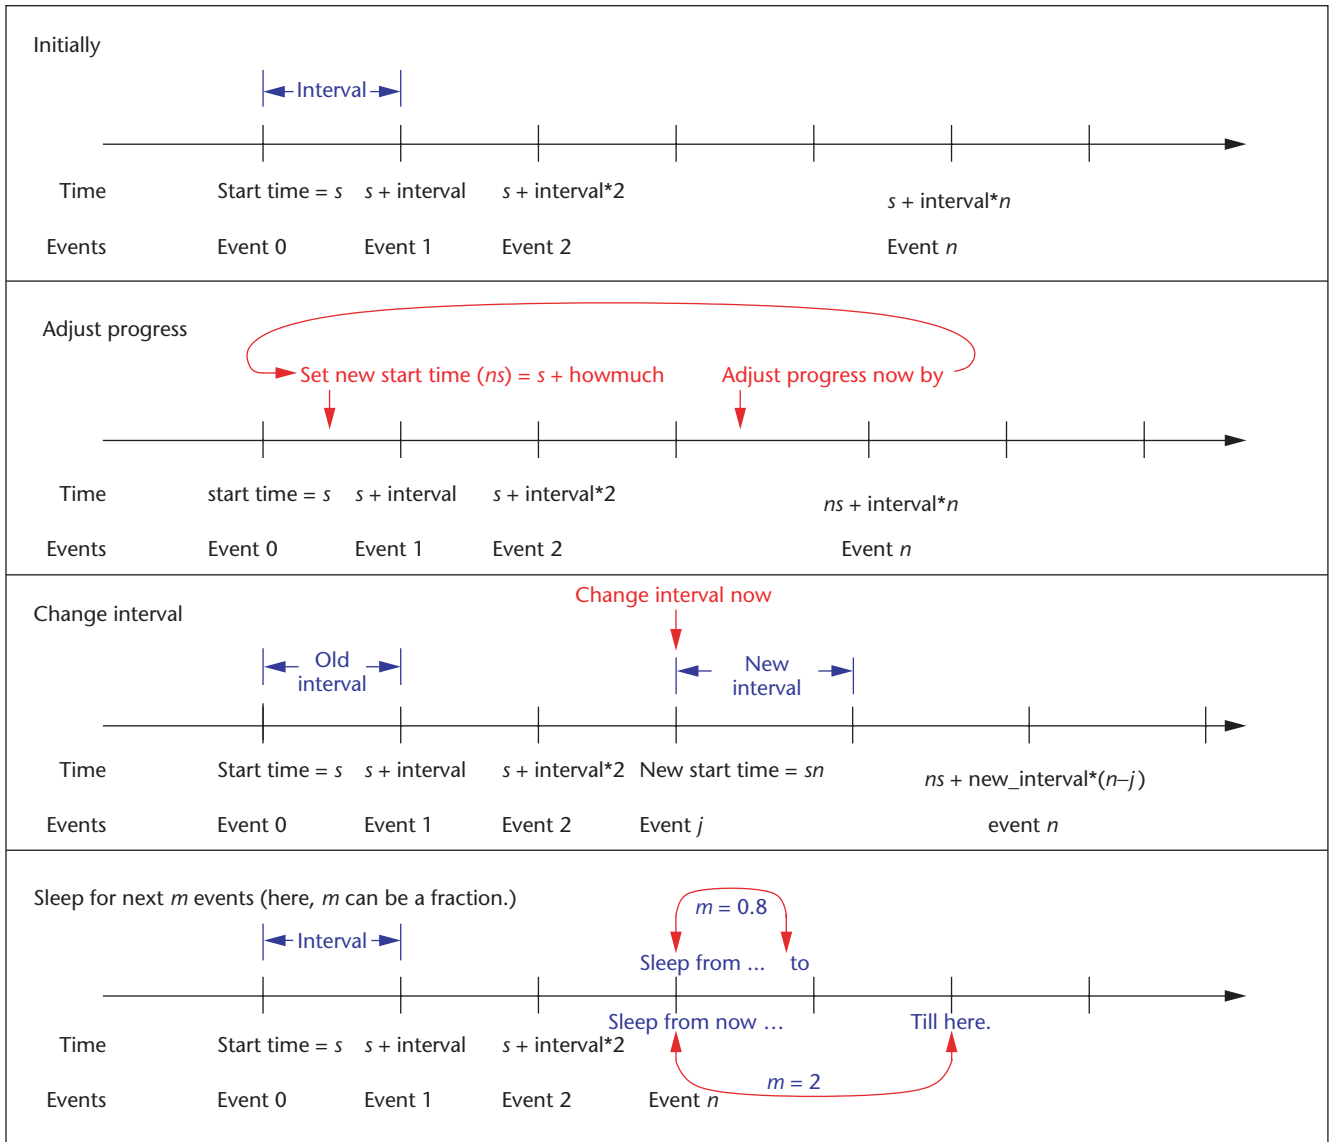 Initially
Interval
Time Start time = s s + interval s + interval*2 s + interval*n
Events Event 0 Event 1 Event 2 Event n
Adjust progress
Set new start time (ns) = s + howmuch Adjust progress now by
Time start time = s s + interval s + interval*2 ns + interval*n
Events Event 0 Event 1 Event 2 Event n
Change interval now
Change interval
Old interval
New interval
Time Start time = s s + interval s + interval*2 New start time = sn ns + new_interval*(n–j)
Events Event 0 Event 1 Event 2 Event j event n
Sleep for next m events (here, m can be a fraction.)
m = 0.8
Interval
Sleep from ... to
Sleep from now ... Till here.
Time Start time = s s + interval s + interval*2
m = 2
Events Event 0 Event 1 Event 2 Event n